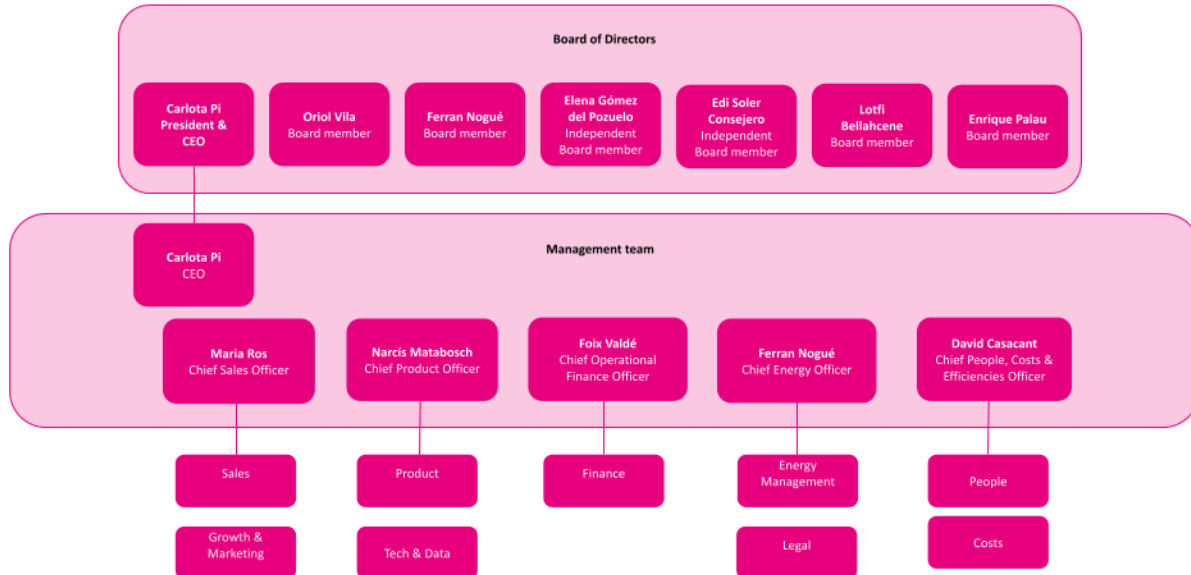 Board of Directors
Carlota Pi
President &
CEO
Oriol Vila
Board member
Ferran Nogué
Board member
Elena Gómez
del Pozuelo
Independent
Board member
Edi Soler
Consejero
Independent
Board member
Lotfi
Bellahcene
Board member
Enrique Palau
Board member
Management team
Carlota Pi
CEO
Maria Ros
Chief Sales Officer
Narcís Matabosch
Chief Product Officer
Foix Valdé
Chief Operational
Finance Officer
Ferran Nogué
Chief Energy Officer
David Casacant
Chief People, Costs &
Efficiencies Officer
Sales
Product
Finance
Energy
Management
People
Growth &
Marketing
Tech & Data
Legal
Costs